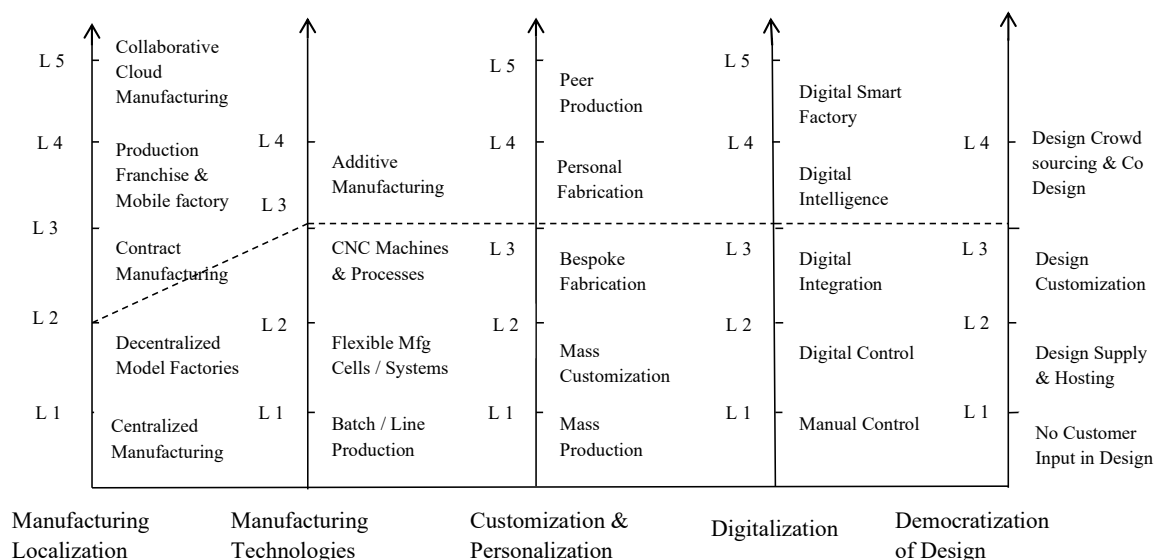 L 5
Collaborative
Cloud
Manufacturing
L 4
Production
Franchise &
Mobile factory
L 3
Contract
Manufacturing
L 2
Decentralized
Model Factories
L 1
Centralized
Manufacturing
Manufacturing
Localization
L 4
Additive
Manufacturing
L 3
CNC Machines
& Processes
L 2
Flexible Mfg
Cells / Systems
L 1
Batch / Line
Production
Manufacturing
Technologies
L 5
Peer
Production
L 4
Personal
Fabrication
L 3
Bespoke
Fabrication
L 2
Mass
Customization
L 1
Mass
Production
Customization &
Personalization
L 5
Digital Smart
Factory
L 4
Digital
Intelligence
L 3
Digital
Integration
L 2
Digital Control
L 1
Manual Control
Digitalization
L 4
Design Crowd
sourcing & Co
Design
L 3
Design
Customization
L 2
Design Supply
& Hosting
L 1
No Customer
Input in Design
Democratization
of Design